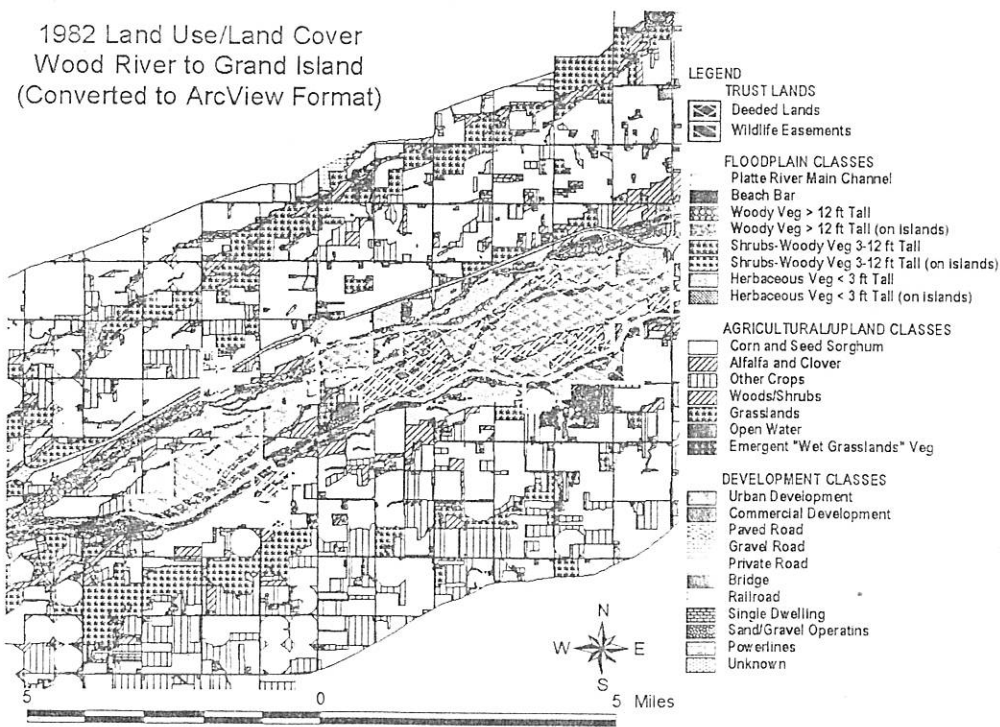 1982 Land Use/Land Cover
Wood River to Grand Island
(Converted to ArcView Format)
LEGEND
TRUST LANDS
Deeded Lands
Wildlife Easements
FLOODPLAIN CLASSES
Platte River Main Channel
Beach Bar
Woody Veg > 12 ft Tall
Woody Veg > 12 ft Tall (on Islands)
Shrubs-Woody Veg 3-12 ft Tall
Shrubs-Woody Veg 3-12 ft Tall (on islands)
Herbaceous Veg < 3 ft Tall
Herbaceous Veg < 3 ft Tall (on islands)
AGRICULTURAL/UPLAND CLASSES
Corn and Seed Sorghum
Alfalfa and Clover
Other Crops
Woods/Shrubs
Grasslands
Open Water
Emergent "Wet Grasslands" Veg
DEVELOPMENT CLASSES
Urban Development
Commercial Development
Paved Road
Gravel Road
Private Road
Bridge
Railroad
Single Dwelling
Sand/Gravel Operatins
Powerlines
Unknown
N
W E
S
5 0 5 Miles